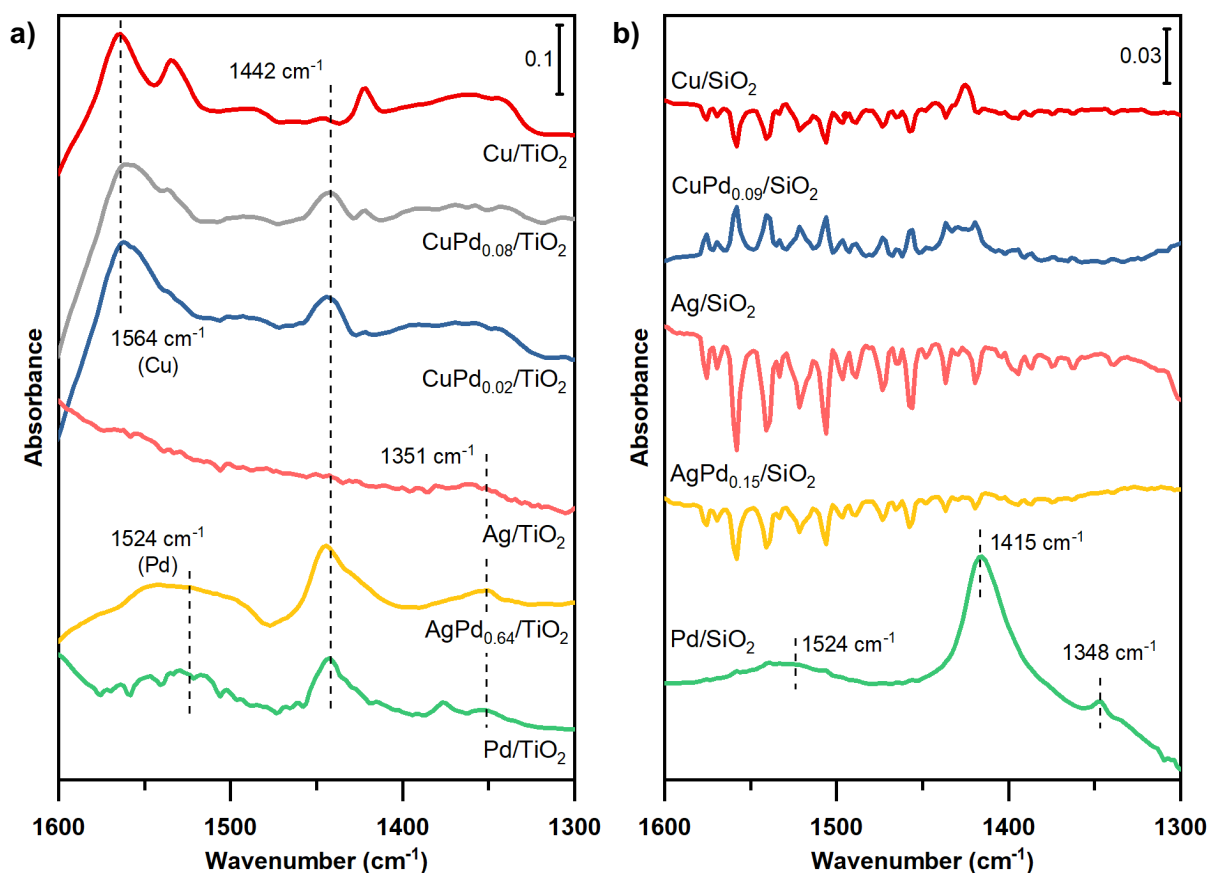 a)
0.1
1442 cm⁻¹
Cu/TiO₂
CuPd₀.₀₈/TiO₂
1564 cm⁻¹
(Cu)
CuPd₀.₀₂/TiO₂
1351 cm⁻¹
Ag/TiO₂
1524 cm⁻¹
(Pd)
AgPd₀.₆₄/TiO₂
Pd/TiO₂
Absorbance
1600 1500 1400 1300
Wavenumber (cm⁻¹)
b)
0.03
Cu/SiO₂
CuPd₀.₀₉/SiO₂
Ag/SiO₂
AgPd₀.₁₅/SiO₂
1415 cm⁻¹
Pd/SiO₂
1524 cm⁻¹
1348 cm⁻¹
Absorbance
1600 1500 1400 1300
Wavenumber (cm⁻¹)